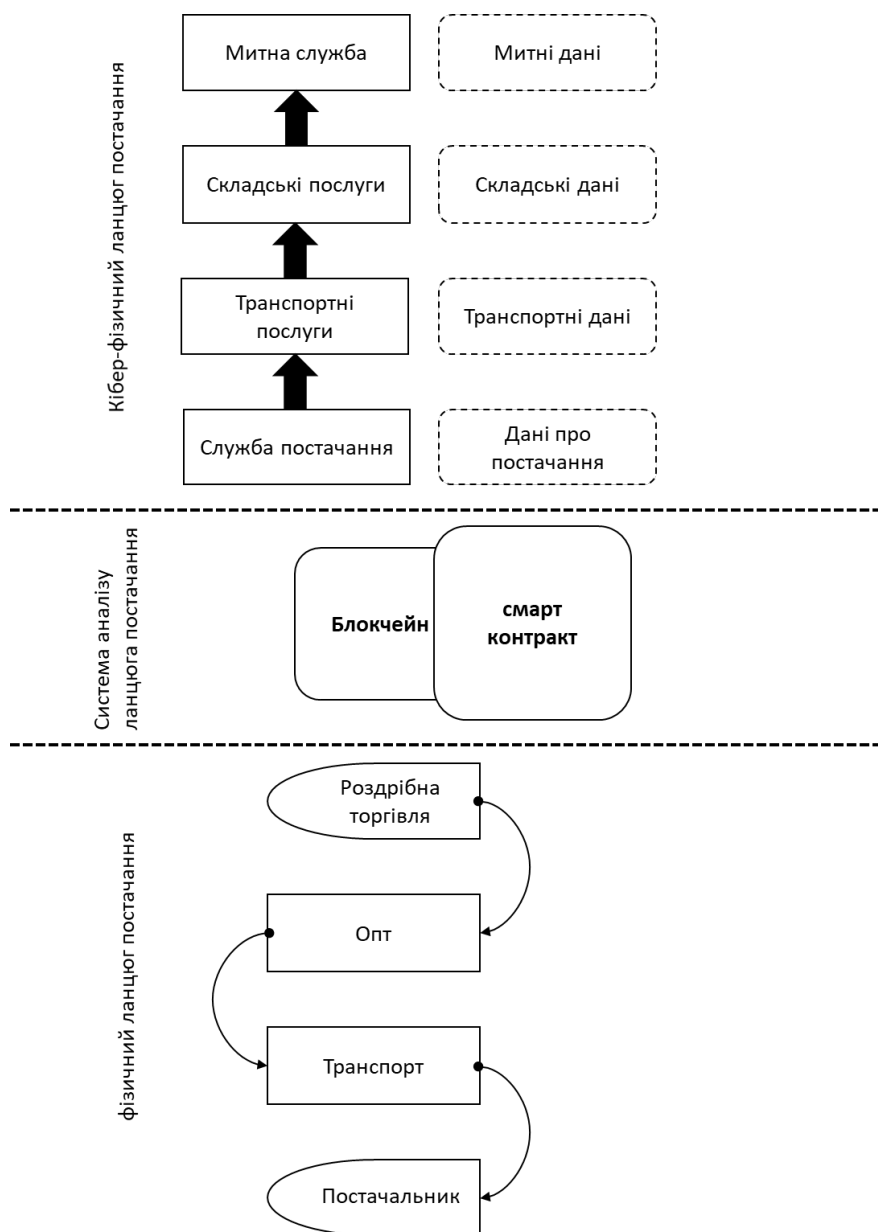 Кібер-фізичний ланцюг постачання
Митна служба
Митні дані
Складські послуги
Складські дані
Транспортні
послуги
Транспортні дані
Служба постачання
Дані про
постачання
Система аналізу
ланцюга постачання
Блокчейн
смарт
контракт
фізичний ланцюг постачання
Роздрібна
торгівля
Опт
Транспорт
Постачальник